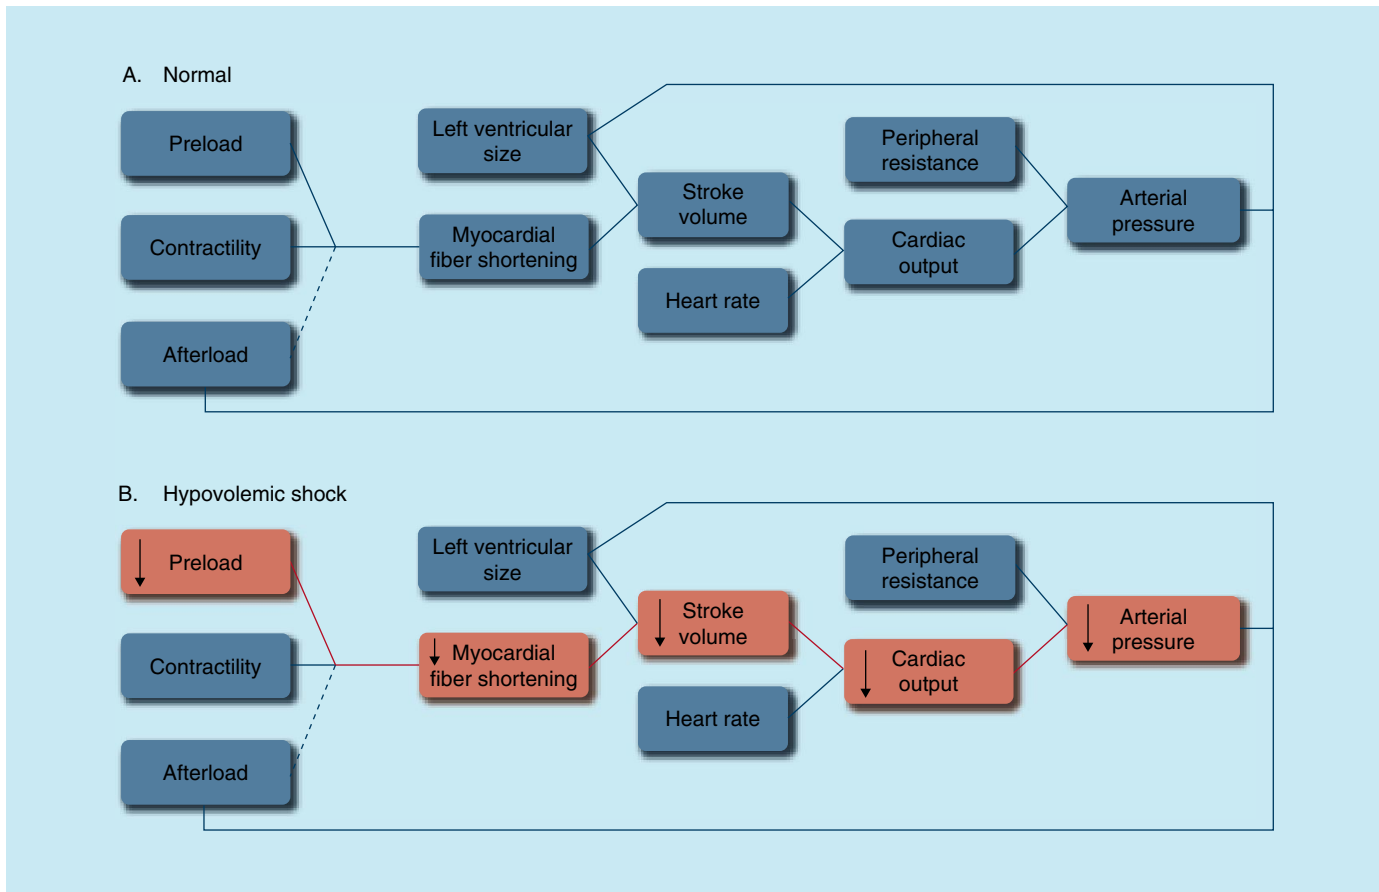 A. Normal
Preload
Contractility
Afterload
Left ventricular
size
Myocardial
fiber shortening
Stroke
volume
Heart rate
Peripheral
resistance
Cardiac
output
Arterial
pressure
B. Hypovolemic shock
Preload
Contractility
Afterload
Left ventricular
size
Myocardial
fiber shortening
Stroke
volume
Heart rate
Peripheral
resistance
Cardiac
output
Arterial
pressure